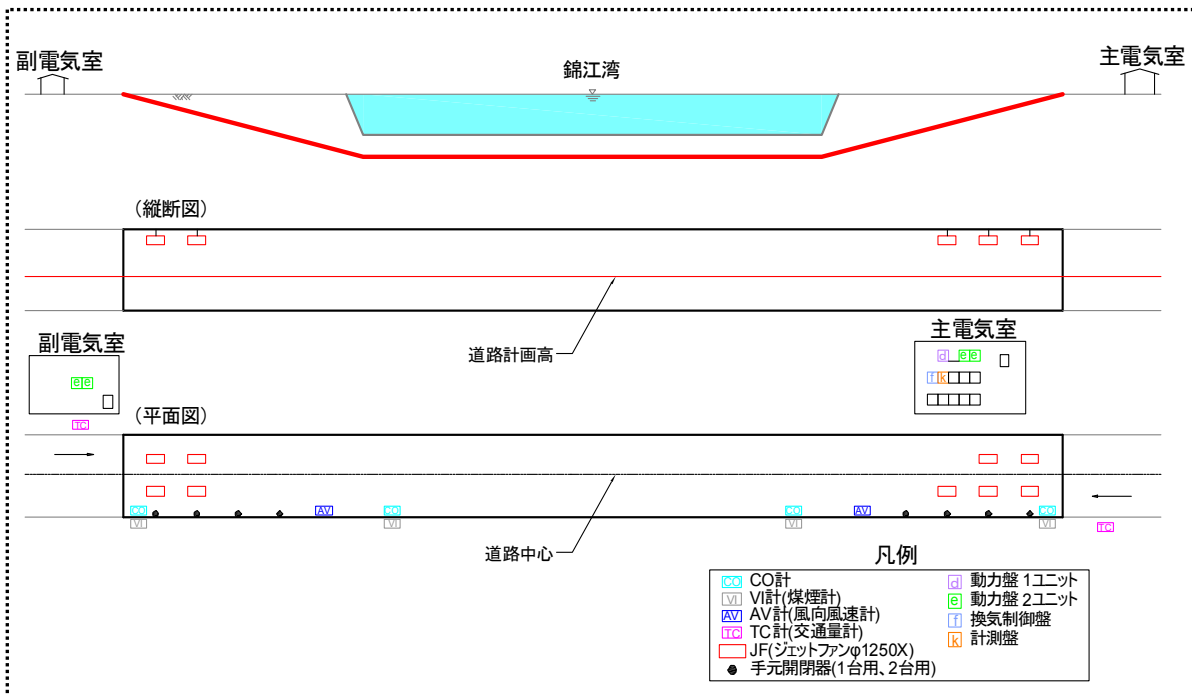 副電気室
主電気室
錦江湾
(縦断図)
道路計画高
副電気室
主電気室
d ee
ee
fk
TC
(平面図)
CO AV CO CO AV CO
VI VI VI VI
TC
道路中心
凡例
CO CO計
VI VI計(煤煙計)
AV AV計(風向風速計)
TC TC計(交通量計)
JF(ジェットファンφ1250X)
手元開閉器(1台用、2台用)
d 動力盤 1ユニット
e 動力盤 2ユニット
f 換気制御盤
k 計測盤